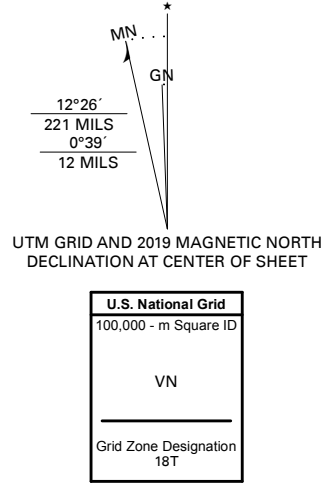 ★
MN
GN
12°26´
221 MILS
0°39´
12 MILS
UTM GRID AND 2019 MAGNETIC NORTH
DECLINATION AT CENTER OF SHEET
U.S. National Grid
100,000 - m Square ID
VN
Grid Zone Designation
18T